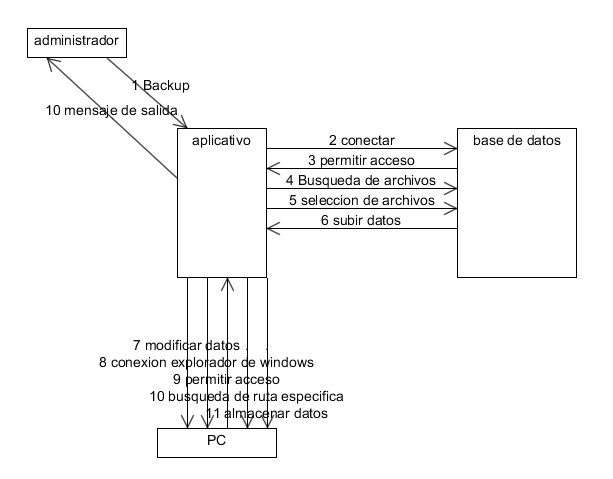 administrador
1 Backup
10 mensaje de salida
aplicativo
base de datos
2 conectar
3 permitir acceso
4 Busqueda de archivos
5 seleccion de archivos
6 subir datos
7 modificar datos
8 conexion explorador de windows
9 permitir acceso
10 busqueda de ruta especifica
11 almacenar datos
PC